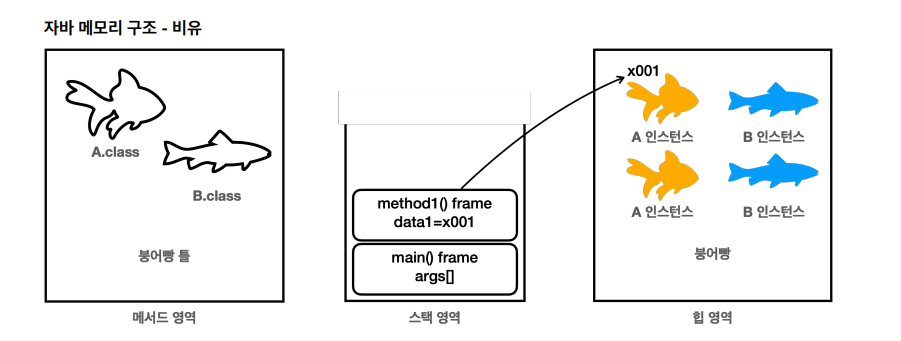 자바 메모리 구조 - 비유
A.class
B.class
붕어빵 틀
메서드 영역
method1() frame
data1=x001
main() frame
args[]
스택 영역
x001
A 인스턴스
B 인스턴스
A 인스턴스
B 인스턴스
붕어빵
힙 영역